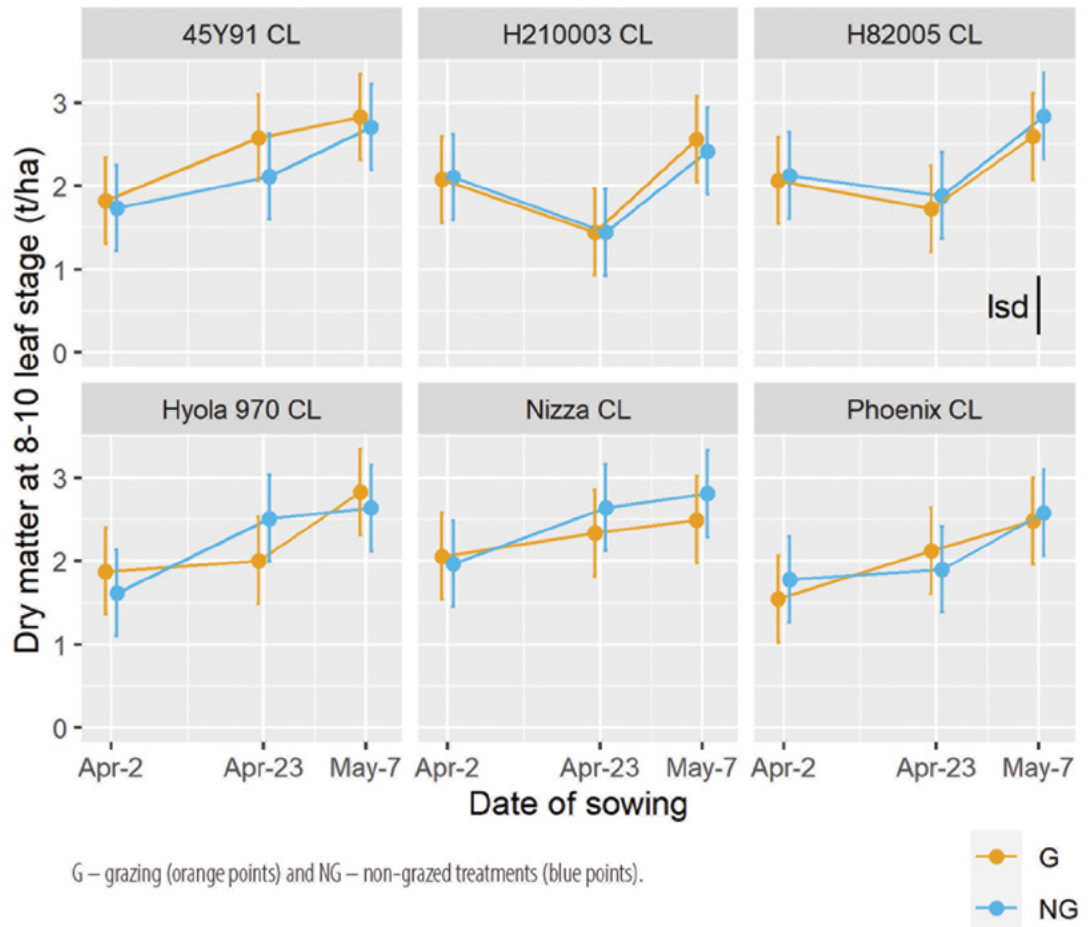 45Y91 CL
H210003 CL
H82005 CL
3
2
1
0
lsd
Dry matter at 8-10 leaf stage (t/ha)
Hyola 970 CL
Nizza CL
Phoenix CL
3
2
1
0
Apr-2 Apr-23 May-7
Apr-2 Apr-23 May-7
Apr-2 Apr-23 May-7
Date of sowing
G – grazing (orange points) and NG – non-grazed treatments (blue points).
G
NG